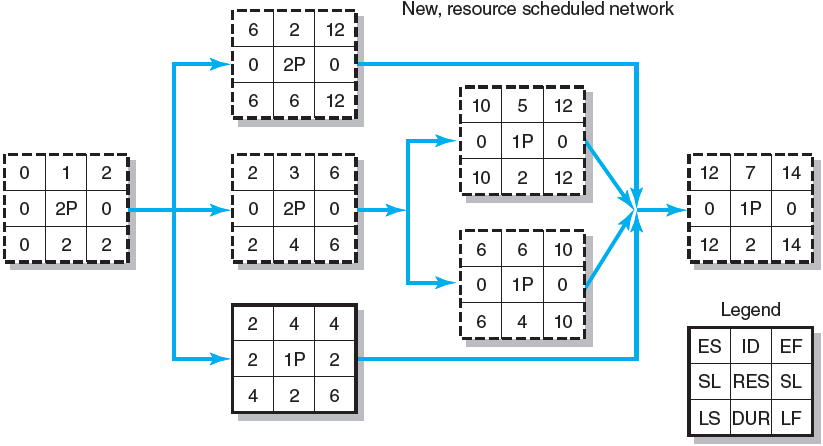 New, resource scheduled network
6 2 12
0 2P 0
6 6 12
10 5 12
0 1P 0
10 2 12
0 1 2
0 2P 0
0 2 2
2 3 6
0 2P 0
2 4 6
12 7 14
0 1P 0
12 2 14
6 6 10
0 1P 0
6 4 10
2 4 4
2 1P 2
4 2 6
Legend
ES ID EF
SL RES SL
LS DUR LF